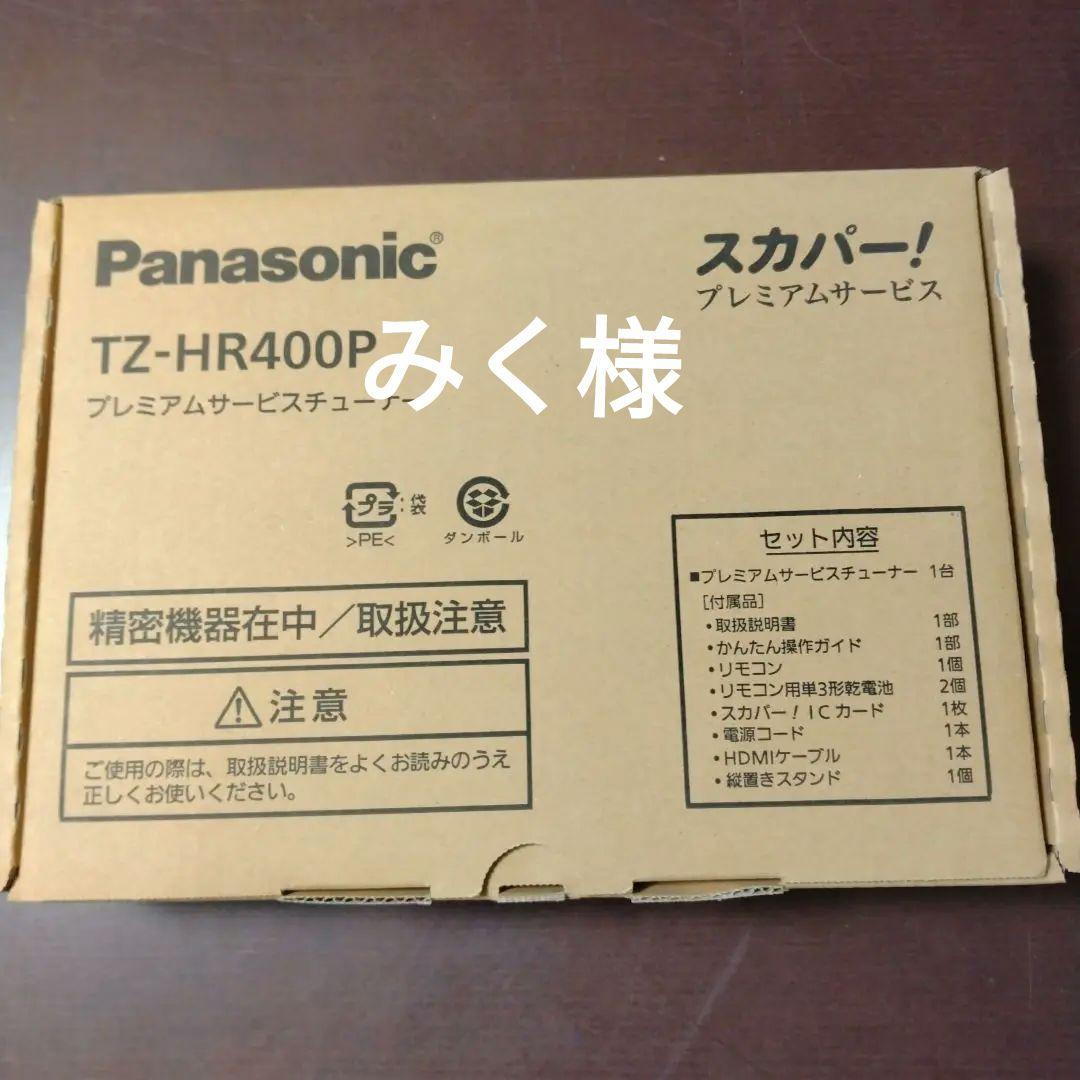 Panasonic®
スカパー!
プレミアムサービス
TZ-HR400P
みく様
プレミアムサービスチューナー
プラ:袋
>PE<
ダンボール
精密機器在中/取扱注意
注意
ご使用の際は、取扱説明書をよくお読みのうえ
正しくお使いください。
セット内容
■プレミアムサービスチューナー 1台
[付属品]
・取扱説明書 1部
・かんたん操作ガイド 1部
・リモコン 1個
・リモコン用単3形乾電池 2個
・スカパー!ICカード 1枚
・電源コード 1本
・HDMIケーブル 1本
・縦置きスタンド 1個